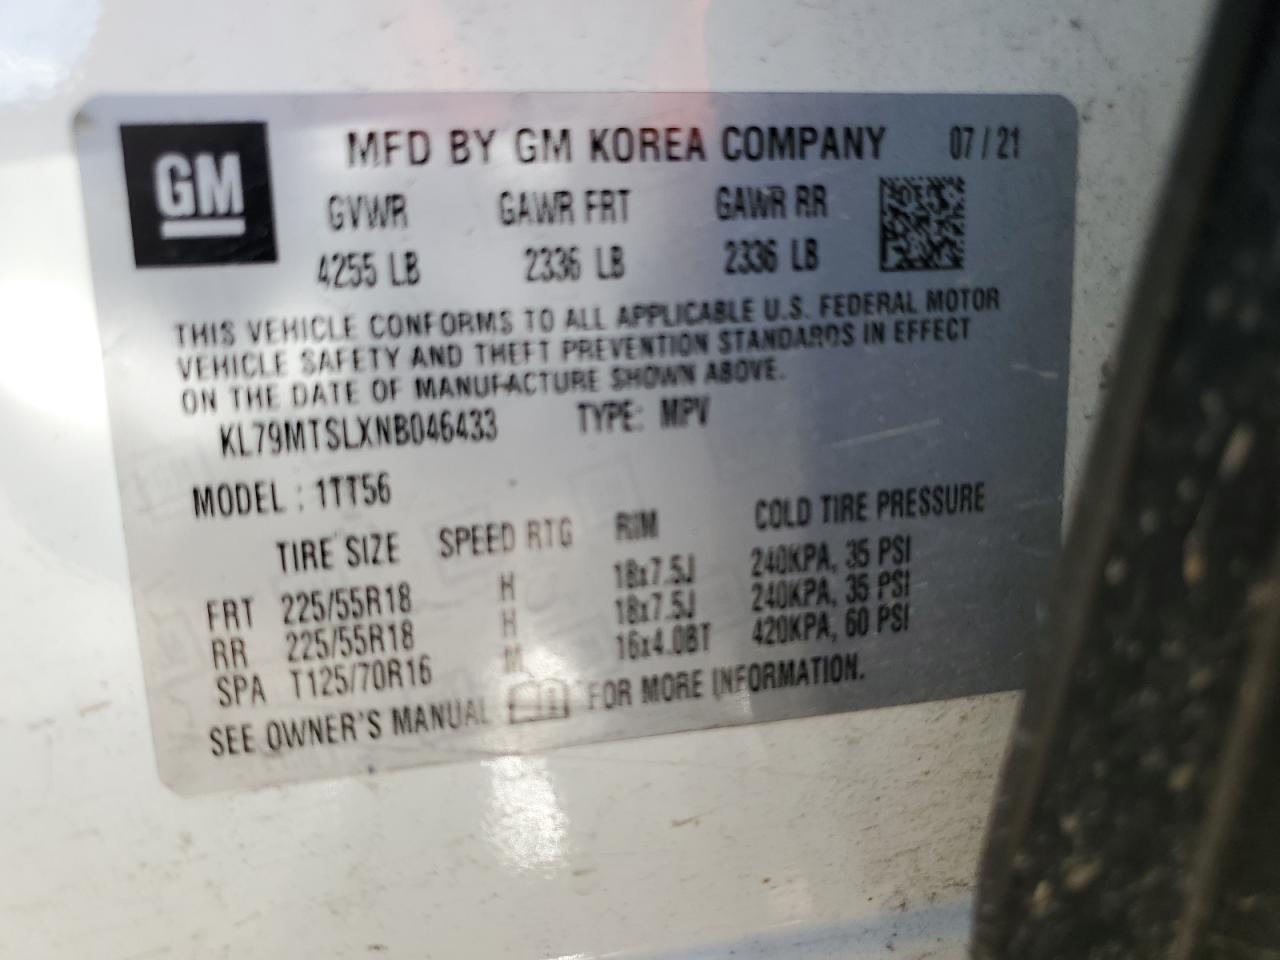 GM MFD BY GM KOREA COMPANY 07 / 21
GVWR GAWR FRT GAWR RR
4255 LB 2336 LB 2336 LB
THIS VEHICLE CONFORMS TO ALL APPLICABLE U.S. FEDERAL MOTOR
VEHICLE SAFETY AND THEFT PREVENTION STANDARDS IN EFFECT
ON THE DATE OF MANUFACTURE SHOWN ABOVE.
KL79MTSLXNB046433 TYPE: MPV
MODEL : 1TT56
TIRE SIZE SPEED RTG RIM COLD TIRE PRESSURE
FRT 225/55R18 H 18x7.5J 240KPA, 35 PSI
RR 225/55R18 H 18x7.5J 240KPA, 35 PSI
SPA T125/70R16 M 16x4.0BT 420KPA, 60 PSI
SEE OWNER'S MANUAL FOR MORE INFORMATION.